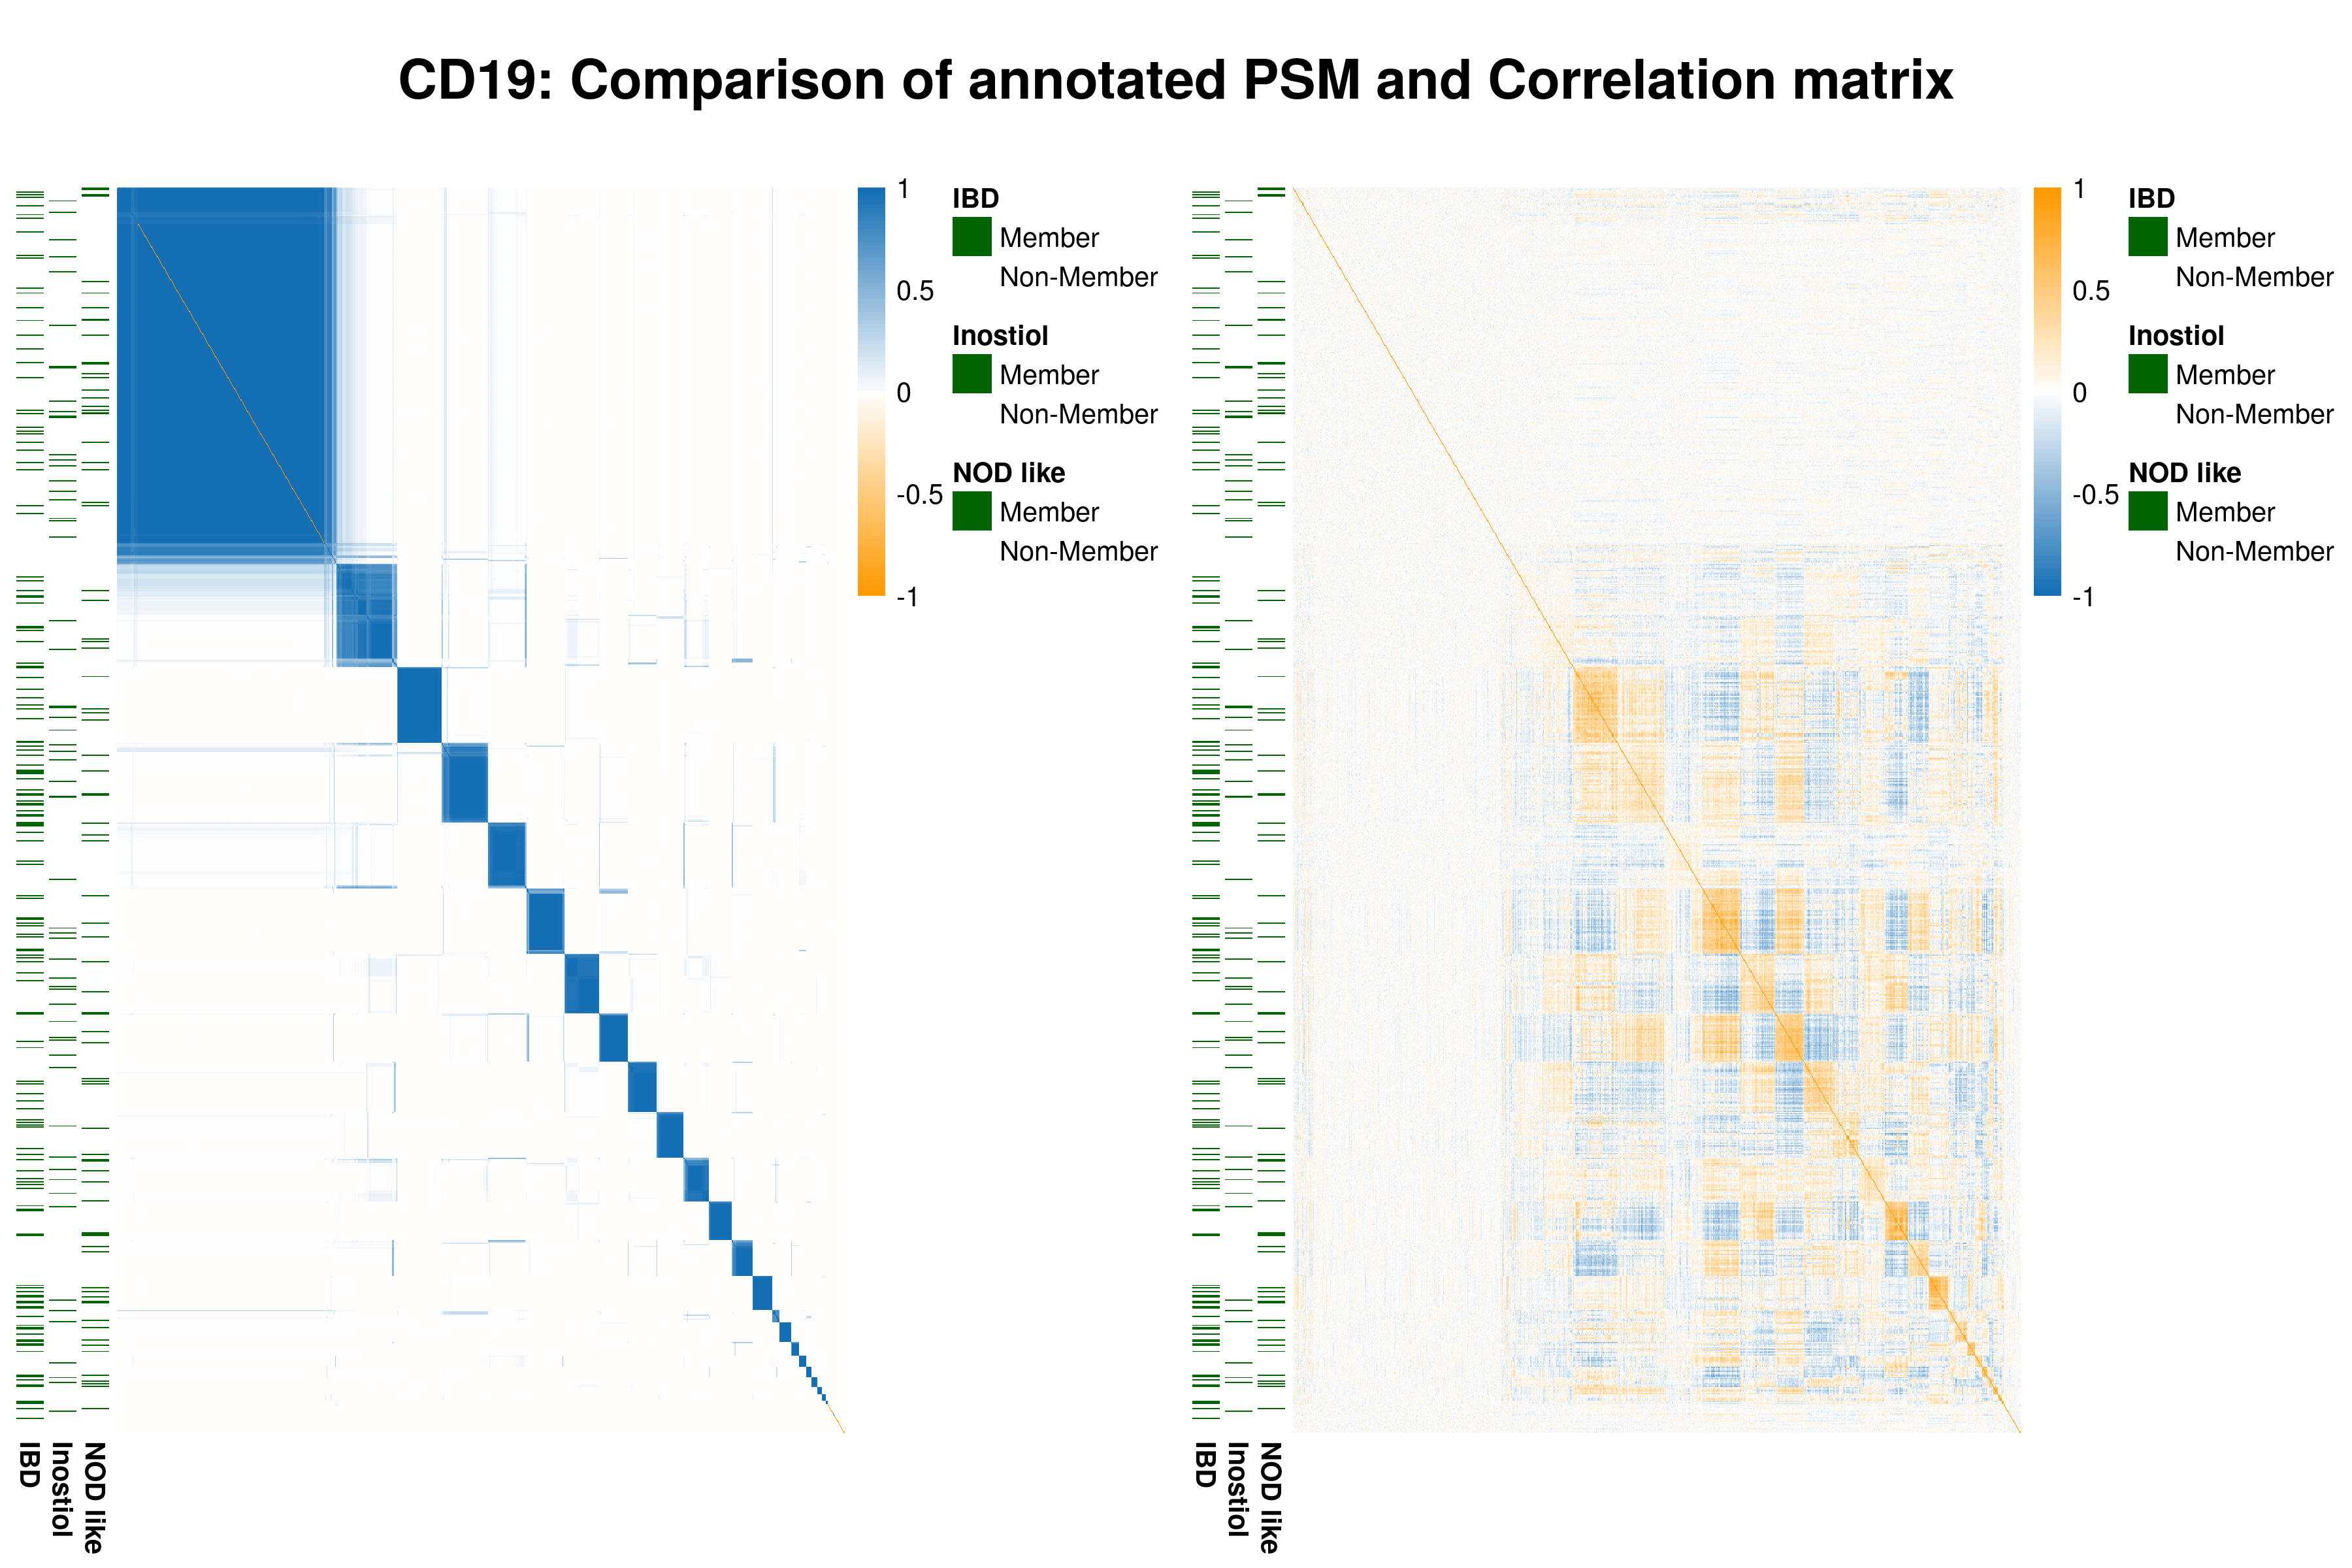 CD19: Comparison of annotated PSM and Correlation matrix
1
0.5
0
-0.5
-1
IBD
Member
Non-Member
Inostiol
Member
Non-Member
NOD like
Member
Non-Member
IBD
Inostiol
NOD like
1
0.5
0
-0.5
-1
IBD
Member
Non-Member
Inostiol
Member
Non-Member
NOD like
Member
Non-Member
IBD
Inostiol
NOD like